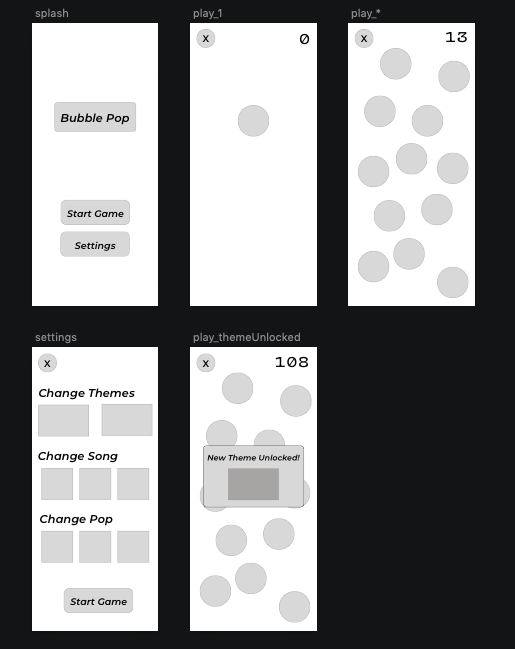 splash
play_1
play_*
X
0
X
13
Bubble Pop
Start Game
Settings
settings
play_themeUnlocked
X
X
108
Change Themes
Change Song
New Theme Unlocked!
Change Pop
Start Game